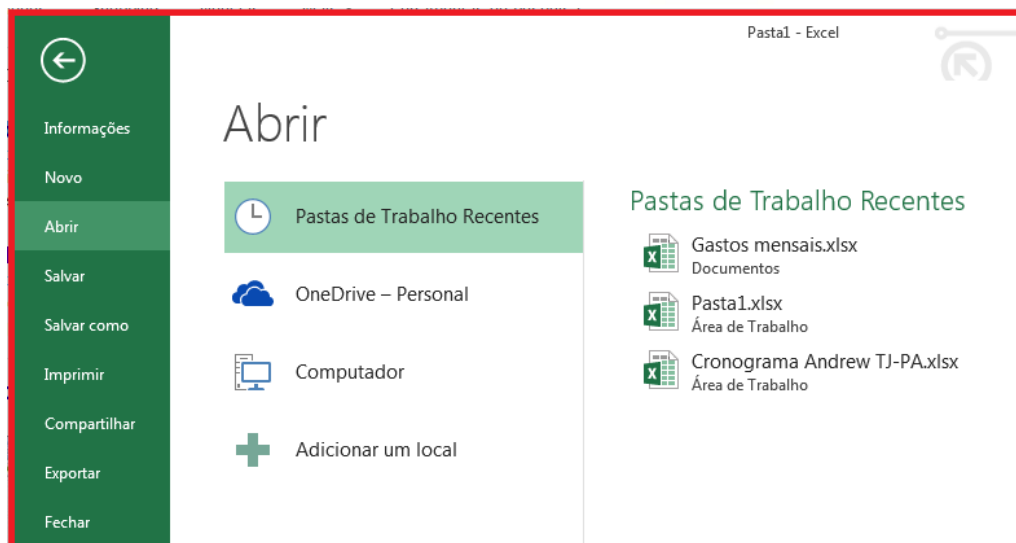 Pasta1 - Excel
Informações
Novo
Abrir
Salvar
Salvar como
Imprimir
Compartilhar
Exportar
Fechar
Abrir
Pastas de Trabalho Recentes
OneDrive – Personal
Computador
Adicionar um local
Pastas de Trabalho Recentes
Gastos mensais.xlsx
Documentos
Pasta1.xlsx
Área de Trabalho
Cronograma Andrew TJ-PA.xlsx
Área de Trabalho